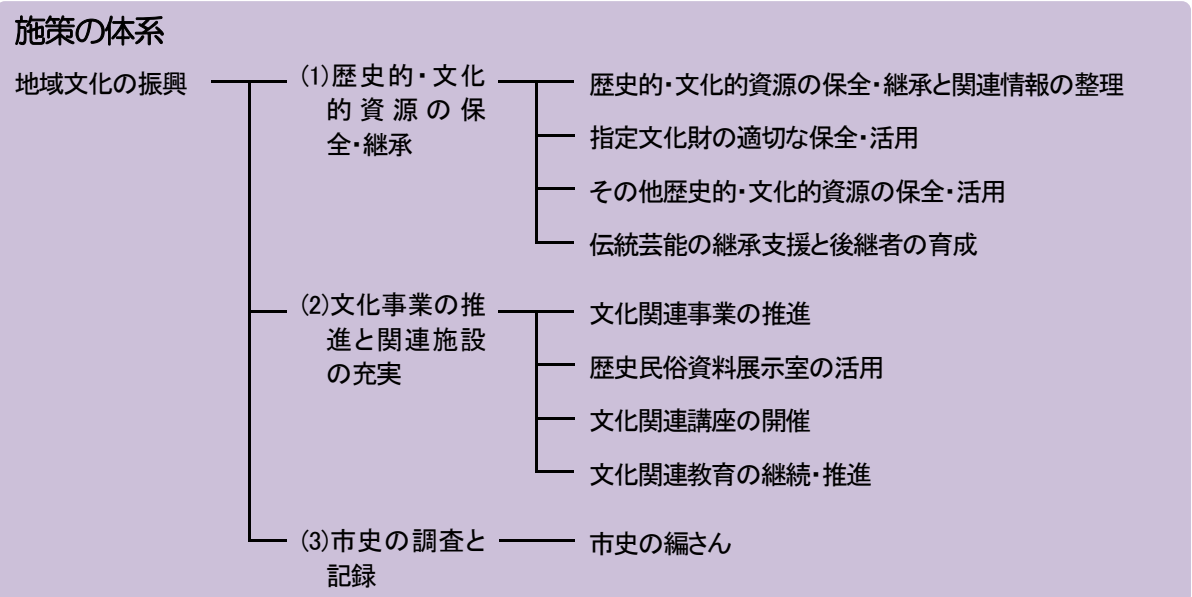 施策の体系
地域文化の振興
(1)歴史的・文化
的資源の保
全・継承
歴史的・文化的資源の保全・継承と関連情報の整理
指定文化財の適切な保全・活用
その他歴史的・文化的資源の保全・活用
伝統芸能の継承支援と後継者の育成
(2)文化事業の推
進と関連施設
の充実
文化関連事業の推進
歴史民俗資料展示室の活用
文化関連講座の開催
文化関連教育の継続・推進
(3)市史の調査と
記録
市史の編さん